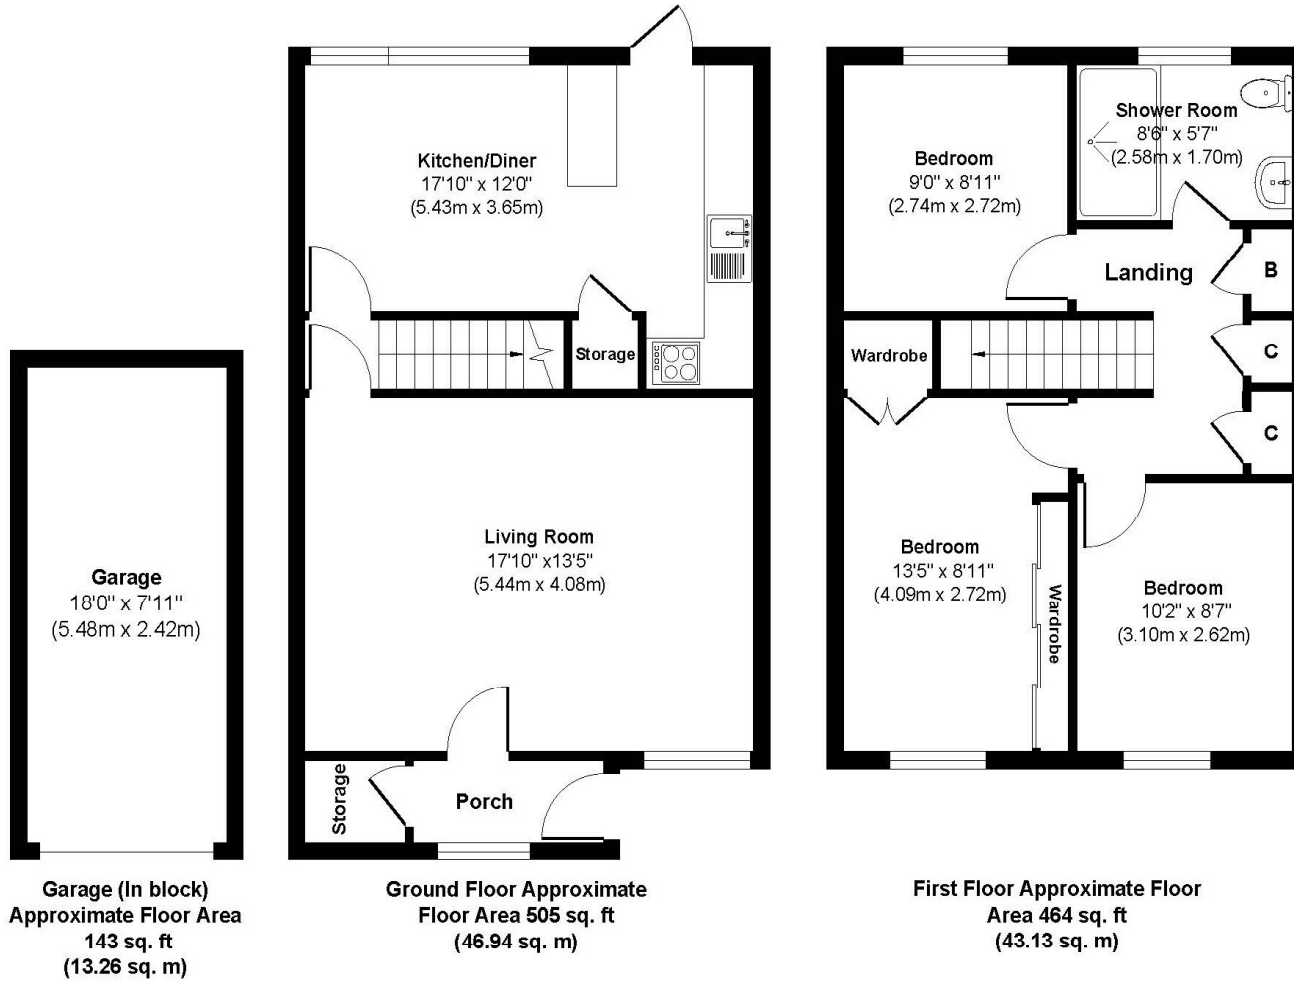 Kitchen/Diner
17'10" x 12'0"
(5.43m x 3.65m)
Storage
Living Room
17'10" x13'5"
(5.44m x 4.08m)
Storage
Porch
Garage
18'0" x 7'11"
(5.48m x 2.42m)
Bedroom
9'0" x 8'11"
(2.74m x 2.72m)
Shower Room
8'6" x 5'7"
(2.58m x 1.70m)
Landing
B
C
C
Wardrobe
Bedroom
13'5" x 8'11"
(4.09m x 2.72m)
Wardrobe
Bedroom
10'2" x 8'7"
(3.10m x 2.62m)
Garage (In block)
Approximate Floor Area
143 sq. ft
(13.26 sq. m)
Ground Floor Approximate
Floor Area 505 sq. ft
(46.94 sq. m)
First Floor Approximate Floor
Area 464 sq. ft
(43.13 sq. m)